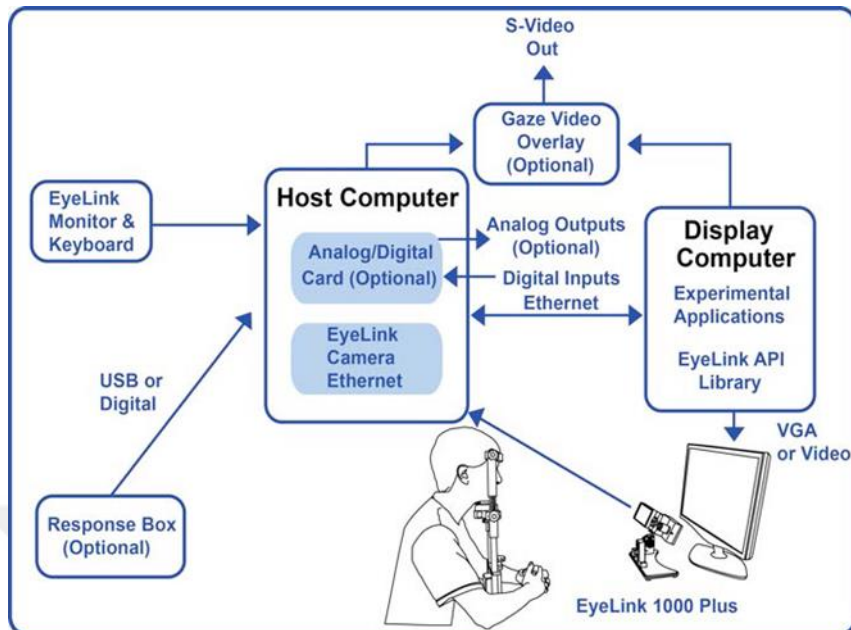 S-Video
Out
Gaze Video
Overlay
(Optional)
EyeLink
Monitor &
Keyboard
Host Computer
Analog/Digital
Card (Optional)
EyeLink
Camera
Ethernet
Analog Outputs
(Optional)
Digital Inputs
Ethernet
Display
Computer
Experimental
Applications
EyeLink API
Library
USB or
Digital
VGA
or Video
Response Box
(Optional)
EyeLink 1000 Plus